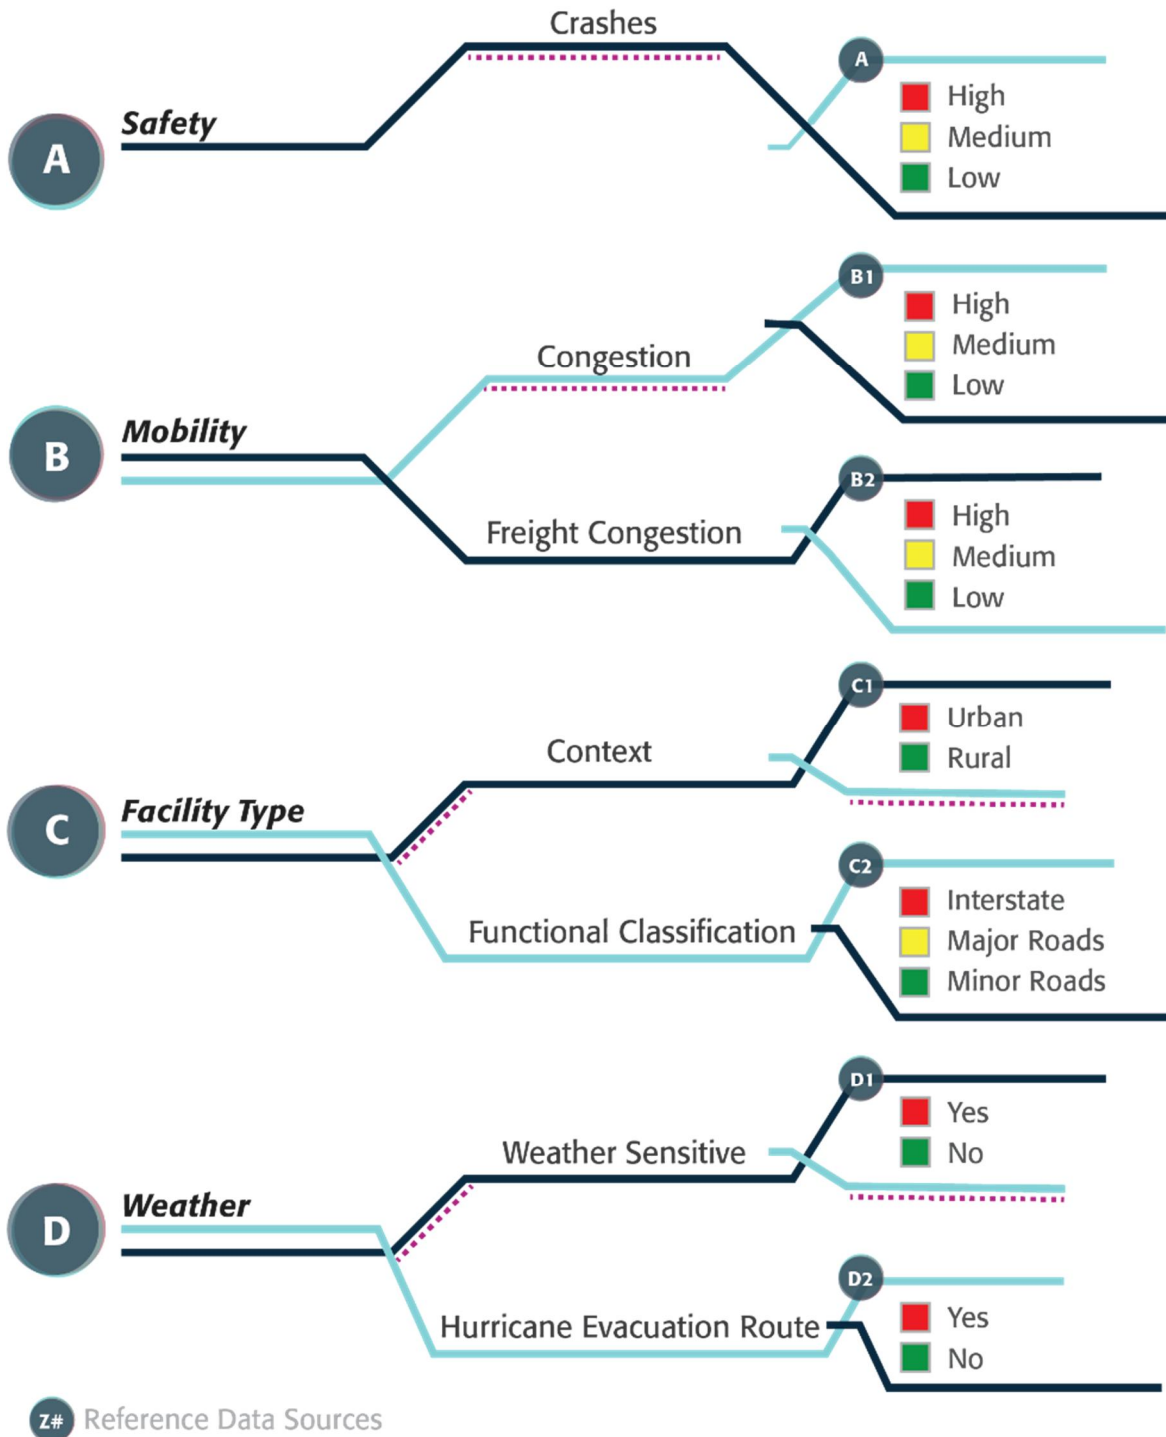 Crashes
A
Safety
A
High
Medium
Low
B1
High
Congestion
Medium
Low
Mobility
B
B2
Freight Congestion
High
Medium
Low
C1
Urban
Context
Rural
Facility Type
C
C2
Interstate
Functional Classification
Major Roads
Minor Roads
D1
Yes
Weather Sensitive
No
Weather
D
D2
Hurricane Evacuation Route
Yes
No
Z# Reference Data Sources